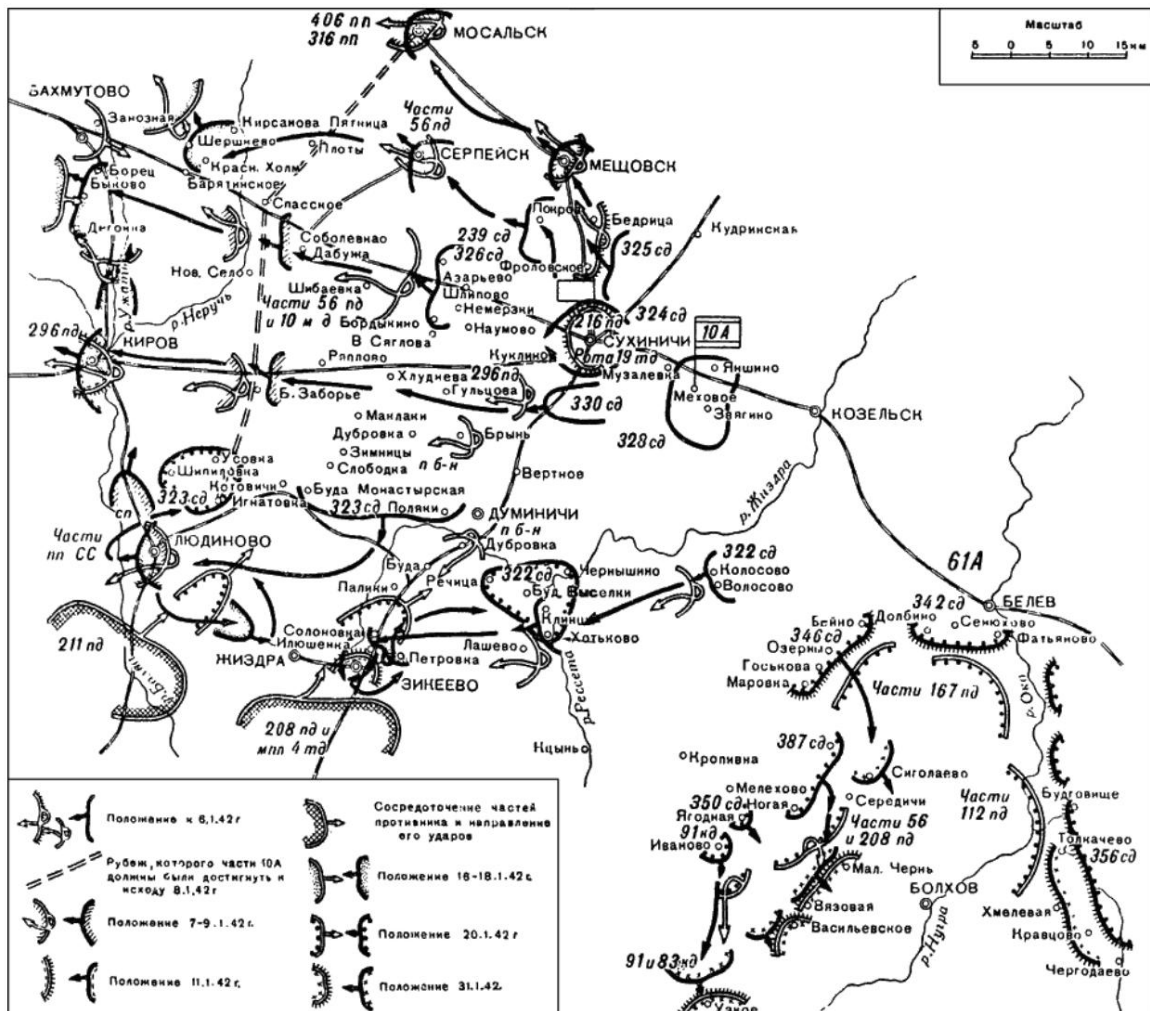 406 пп
316 пп
МОСАЛЬСК
Масштаб
5 0 5 10 15 км
БАХМУТОВО
Занозная
Кирсанова Пятница
Части
56 пд
Шершнево
Плоты
СЕРПЕЙСК
МЕЩОВСК
Борец
Быково
Красн. Холм
Барятинское
Спасское
Покров
Бедрица
Кудринская
239 сд
325 сд
Соболевка
Дабужа
326 сд
Фроловское
Азарьево
Нов. Село
Шибаевка
Шлипово
Части 56 пд
и 10 м д
Немерзки
Бордыкино
Наумово
216 пд
324 сд
10А
р. Ужать
р. Неручь
В. Сяглова
СУХИНИЧИ
296 пд
КИРОВ
Рота 19 тд
Ряплово
Музалевка
Яншино
Хлуднева
296 пд
Гульцова
Меховое
Звягино
Б. Заборье
330 сд
328 сд
КОЗЕЛЬСК
Маклаки
Дубровка
Брынь
Зимницы
п б-н
Слободка
Вертнов
Усовка
Шипиловка
Котовичи
323 сд
Игнатовка
Буда Монастырская
323 сд
Поляки
ДУМИНИЧИ
р. Жиздра
сп
Части
пп СС
ЛЮДИНОВО
п б-н
Дубровка
322 сд
Колосово
Волосово
Буда
Речица
322 сд
Чернышино
Буд. Выселки
Палики
61А
БЕЛЕВ
342 сд
Клинцы
Хотьково
Бейно
Долбино
Сенюхово
Фатьяново
211 пд
Солоновка
Илюшенка
Лашево
346 сд
Озерны
Госькова
Маровка
ЖИЗДРА
Петровка
ЗИКЕЕВО
р. Рессета
Части 167 пд
р. Ока
208 пд и
мпп 4 тд
Кцынь
387 сд
Кропивна
Сиголаево
Мелехово
Ногая
Середичи
Части
112 пд
Будговище
350 сд
Ягодная
Части 56
и 208 пд
91 кд
Иваново
Толкачево
356 сд
Мал. Чернь
БОЛХОВ
Вязовая
Хмелевая
Васильевское
Кравцово
р. Нугра
Чергодаево
91 и 83 кд
Положение к 6.1.42 г
Рубеж, которого части 10А
должны были достигнуть к
исходу 8.1.42 г
Положение 7-9.1.42 г.
Положение 11.1.42 г.
Сосредоточение частей
противника и направление
его ударов
Положение 16-18.1.42 г.
Положение 20.1.42 г
Положение 31.1.42.